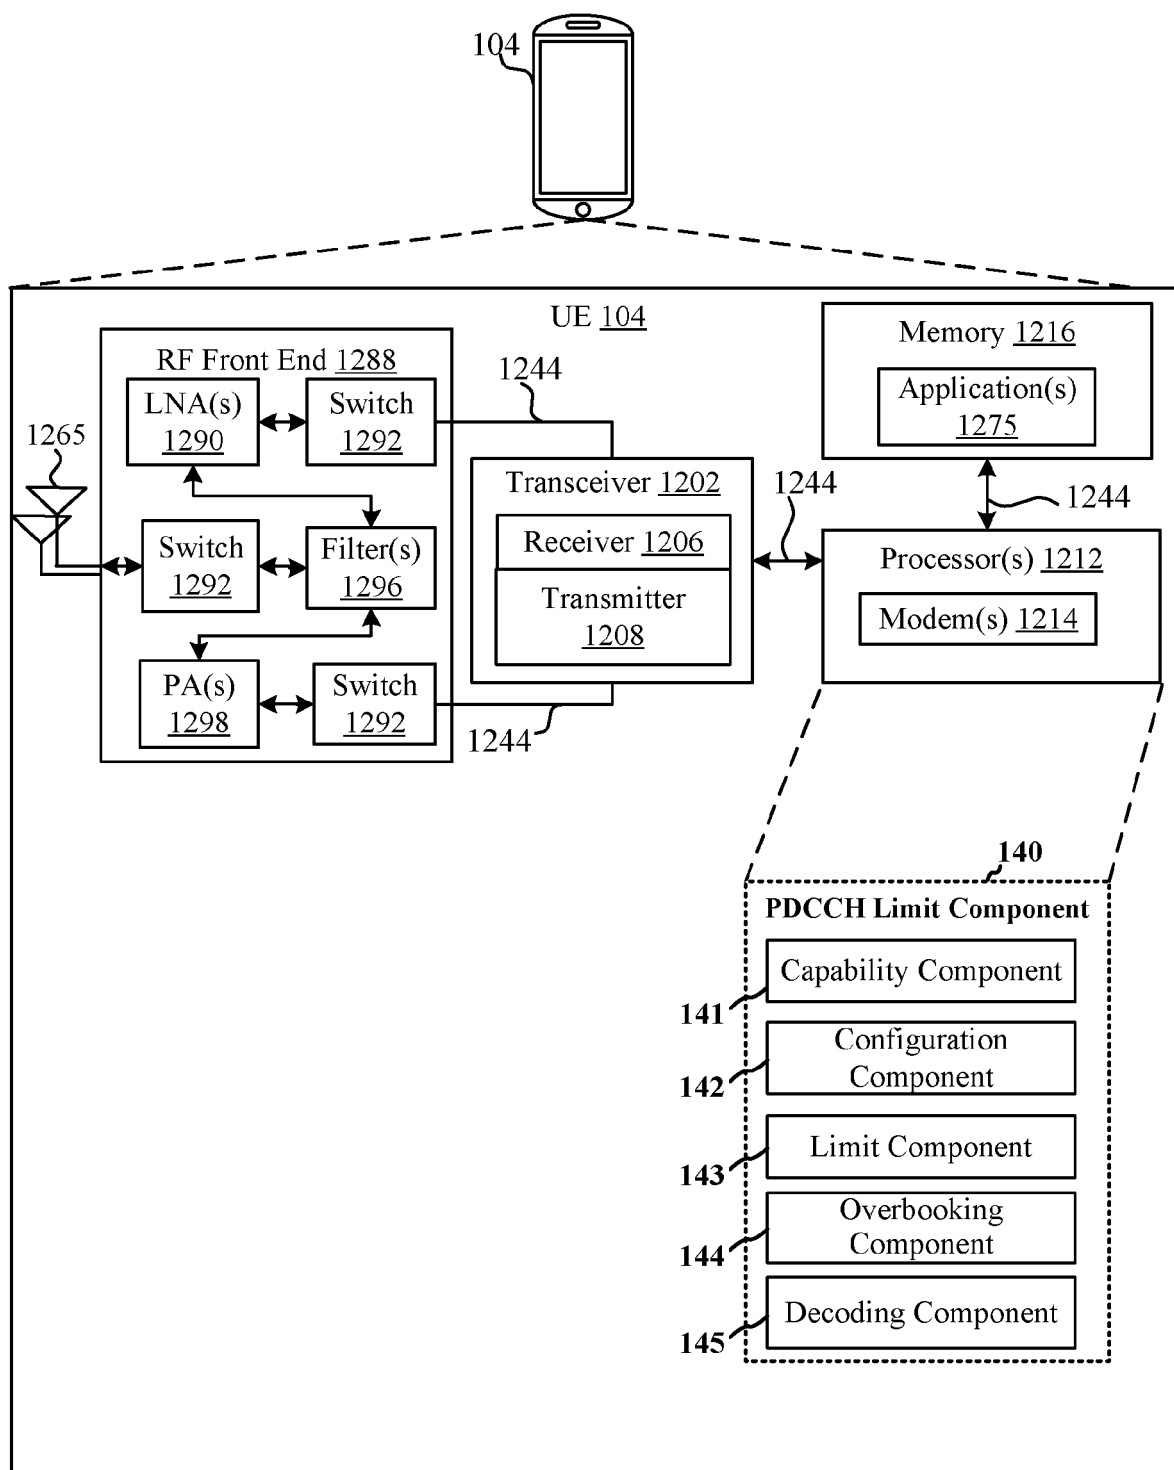 104
UE 104
RF Front End 1288
LNA(s)
1290
Switch
1292
1244
1265
Switch
1292
Filter(s)
1296
PA(s)
1298
Switch
1292
1244
Transceiver 1202
Receiver 1206
Transmitter
1208
1244
Memory 1216
Application(s)
1275
1244
Processor(s) 1212
Modem(s) 1214
140
PDCCH Limit Component
Capability Component
141
Configuration
Component
142
Limit Component
143
Overbooking
Component
144
Decoding Component
145